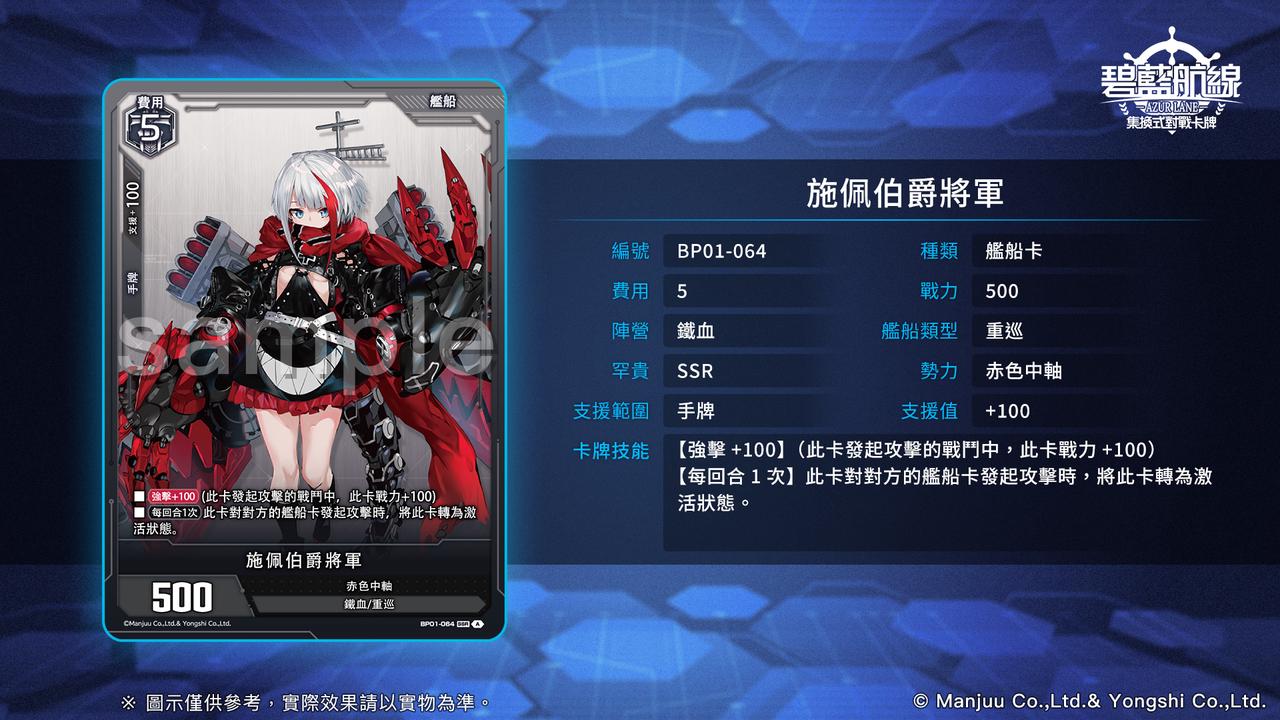 碧藍航線
AZUR LANE
集換式對戰卡牌
費用
5
艦船
支援+100
手牌
sample
強擊+100 (此卡發起攻擊的戰鬥中, 此卡戰力+100)
每回合1次 此卡對對方的艦船卡發起攻擊時, 將此卡轉為激
活狀態。
施佩伯爵將軍
500
赤色中軸
鐵血/重巡
©Manjuu Co.,Ltd.& Yongshi Co.,Ltd.
BP01-064 SSR A
施佩伯爵將軍
編號 BP01-064 種類 艦船卡
費用 5 戰力 500
陣營 鐵血 艦船類型 重巡
罕貴 SSR 勢力 赤色中軸
支援範圍 手牌 支援值 +100
卡牌技能 【強擊 +100】(此卡發起攻擊的戰鬥中，此卡戰力 +100)
【每回合 1 次】此卡對對方的艦船卡發起攻擊時，將此卡轉為激
活狀態。
※ 圖示僅供參考，實際效果請以實物為準。
© Manjuu Co.,Ltd.& Yongshi Co.,Ltd.